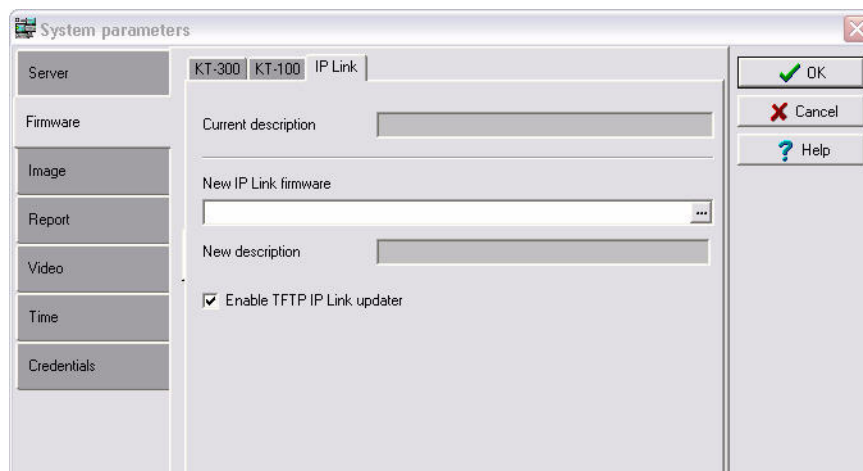 System parameters
Server
Firmware
Image
Report
Video
Time
Credentials
KT-300 KT-100 IP Link
Current description
New IP Link firmware
...
New description
Enable TFTP IP Link updater
OK
Cancel
? Help